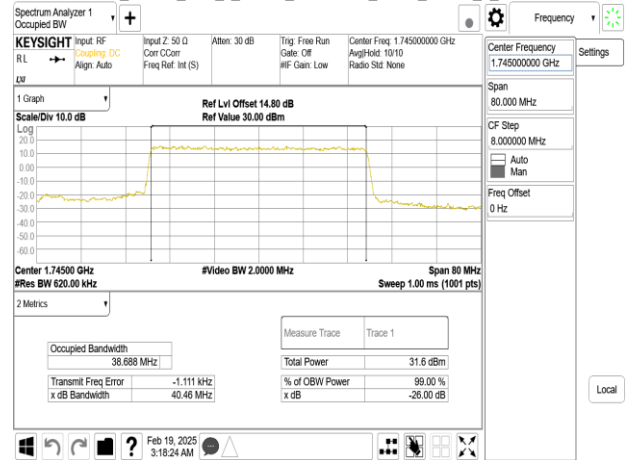 Spectrum Analyzer 1
Occupied BW
▼
+
Frequency ▼
KEYSIGHT
RL
LXI
Input: RF
Coupling: DC
Align: Auto
Input Z: 50 Ω
Corr CCorr
Freq Ref: Int (S)
Atten: 30 dB
Trig: Free Run
Gate: Off
#IF Gain: Low
Center Freq: 1.745000000 GHz
Avg|Hold: 10/10
Radio Std: None
Center Frequency
1.745000000 GHz
Settings
Span
80.000 MHz
CF Step
8.000000 MHz
Auto
Man
Freq Offset
0 Hz
Local
1 Graph ▼
Scale/Div 10.0 dB
Ref Lvl Offset 14.80 dB
Ref Value 30.00 dBm
Log
20.0
10.0
0.00
-10.0
-20.0
-30.0
-40.0
-50.0
-60.0
Center 1.74500 GHz
#Video BW 2.0000 MHz
Span 80 MHz
#Res BW 620.00 kHz
Sweep 1.00 ms (1001 pts)
2 Metrics ▼
Measure Trace Trace 1
Occupied Bandwidth
38.688 MHz
Total Power 31.6 dBm
Transmit Freq Error -1.111 kHz
% of OBW Power 99.00 %
x dB Bandwidth 40.46 MHz
x dB -26.00 dB
?
Feb 19, 2025
3:18:24 AM